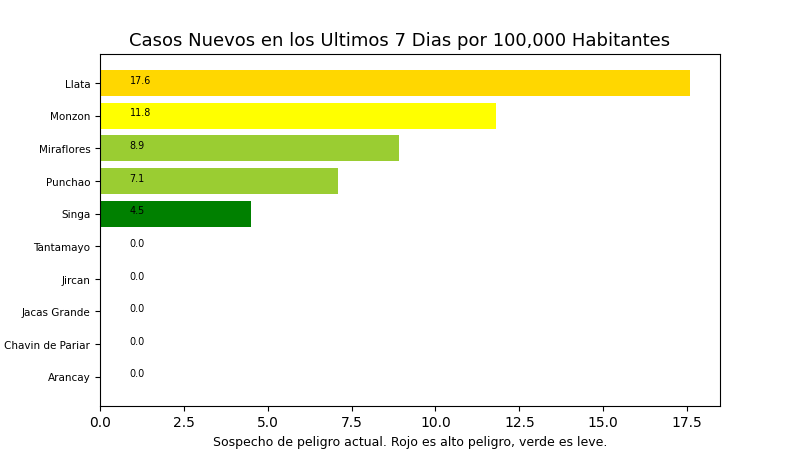 Casos Nuevos en los Ultimos 7 Dias por 100,000 Habitantes
Llata 17.6
Monzon 11.8
Miraflores 8.9
Punchao 7.1
Singa 4.5
Tantamayo 0.0
Jircan 0.0
Jacas Grande 0.0
Chavin de Pariar 0.0
Arancay 0.0
0.0 2.5 5.0 7.5 10.0 12.5 15.0 17.5
Sospecho de peligro actual. Rojo es alto peligro, verde es leve.